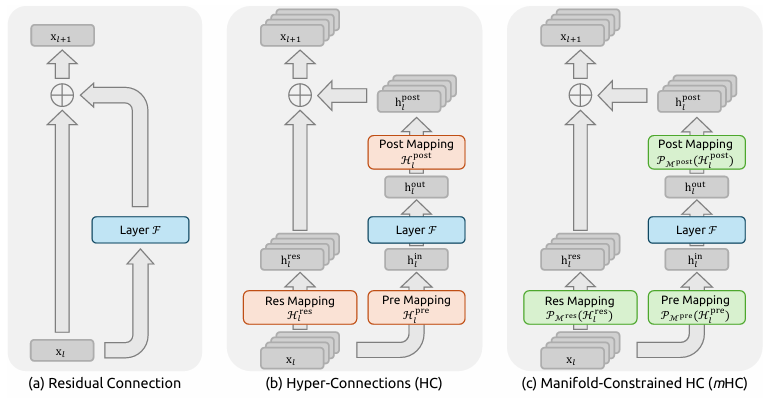 x_{l+1}
Layer ℱ
x_l
(a) Residual Connection
x_{l+1}
h_l^{post}
Post Mapping
ℋ_l^{post}
h_l^{out}
Layer ℱ
h_l^{res}
h_l^{in}
Res Mapping
ℋ_l^{res}
Pre Mapping
ℋ_l^{pre}
x_l
(b) Hyper-Connections (HC)
x_{l+1}
h_l^{post}
Post Mapping
𝒫_{ℳ^{post}}(ℋ_l^{post})
h_l^{out}
Layer ℱ
h_l^{res}
h_l^{in}
Res Mapping
𝒫_{ℳ^{res}}(ℋ_l^{res})
Pre Mapping
𝒫_{ℳ^{pre}}(ℋ_l^{pre})
x_l
(c) Manifold-Constrained HC (mHC)